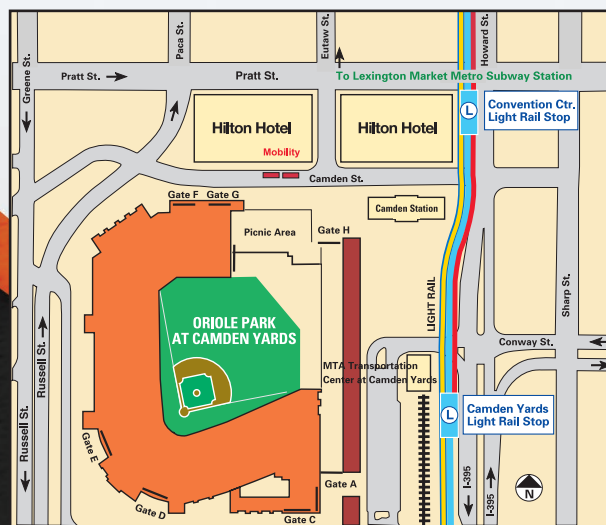 Greene St.
Paca St.
Eutaw St.
Howard St.
Pratt St.
Pratt St.
To Lexington Market Metro Subway Station
Hilton Hotel
Hilton Hotel
L
Convention Ctr.
Light Rail Stop
Mobility
Camden St.
Gate F
Gate G
Camden Station
Picnic Area
Gate H
Sharp St.
ORIOLE PARK
AT CAMDEN YARDS
LIGHT RAIL
Conway St.
MTA Transportation
Center at Camden Yards
Russell St.
Russell St.
L
Camden Yards
Light Rail Stop
Gate E
Gate D
Gate A
Gate C
I-395
I-395
N